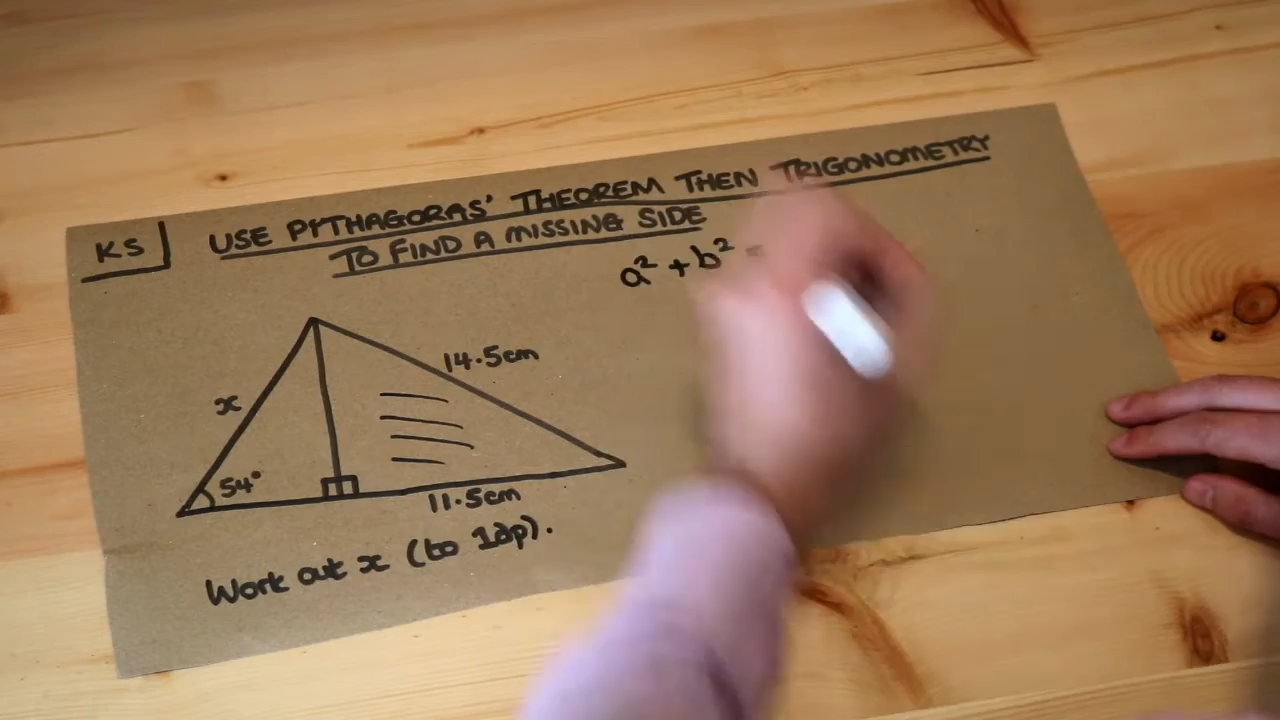 KS
USE PYTHAGORAS' THEOREM THEN TRIGONOMETRY
TO FIND A MISSING SIDE
a² + b² =
14.5cm
x
54°
11.5cm
Work out x (to 1dp).